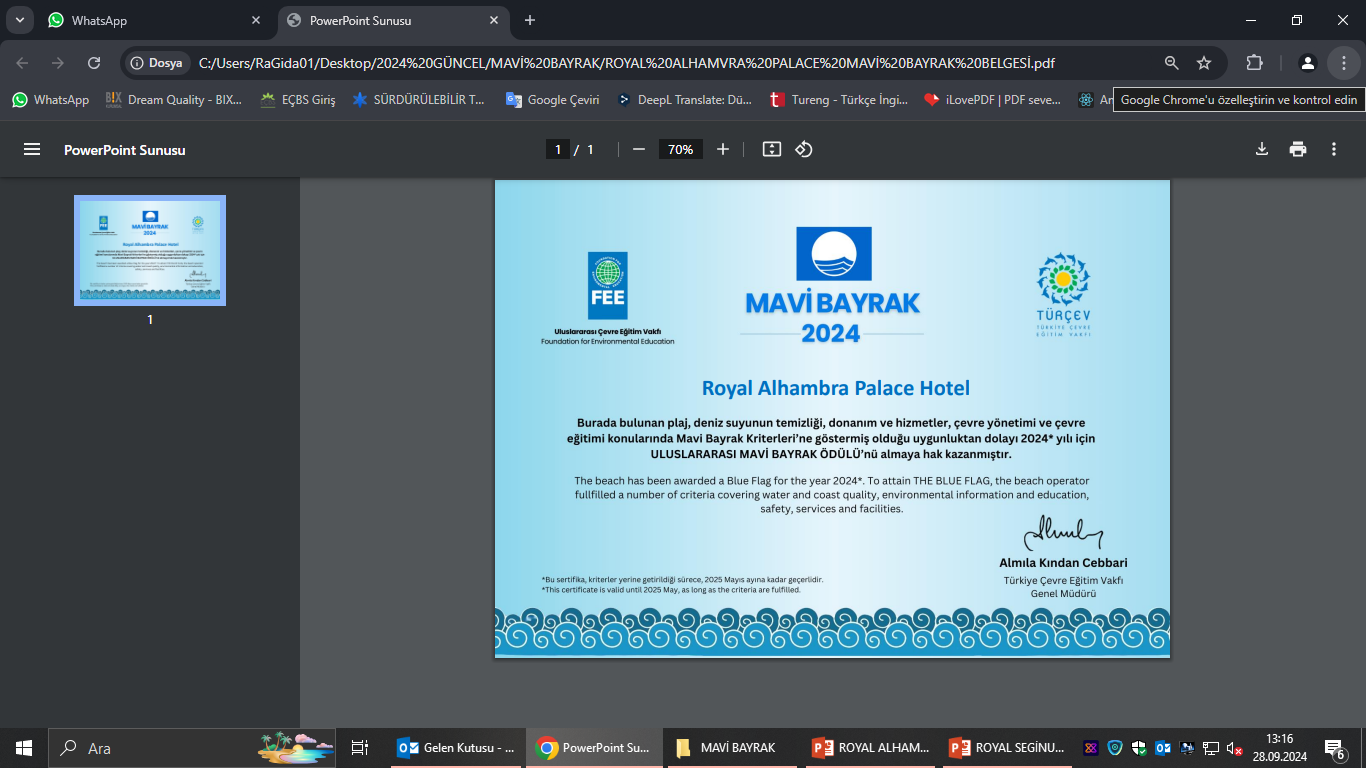 WhatsApp
PowerPoint Sunusu
Dosya
C:/Users/RaGida01/Desktop/2024%20GÜNCEL/MAVİ%20BAYRAK/ROYAL%20ALHAMVRA%20PALACE%20MAVİ%20BAYRAK%20BELGESİ.pdf
WhatsApp
Dream Quality - BIX...
EÇBS Giriş
SÜRDÜRÜLEBİLİR T...
Google Çeviri
DeepL Translate: Dü...
Tureng - Türkçe İngi...
iLovePDF | PDF seve...
Google Chrome'u özelleştirin ve kontrol edin
PowerPoint Sunusu
1 / 1
70%
1
FEE
Uluslararası Çevre Eğitim Vakfı
Foundation for Environmental Education
MAVİ BAYRAK
2024
TÜRÇEV
TÜRKİYE ÇEVRE
EĞİTİM VAKFI
Royal Alhambra Palace Hotel
Burada bulunan plaj, deniz suyunun temizliği, donanım ve hizmetler, çevre yönetimi ve çevre
eğitimi konularında Mavi Bayrak Kriterleri’ne göstermiş olduğu uygunluktan dolayı 2024* yılı için
ULUSLARARASI MAVİ BAYRAK ÖDÜLÜ’nü almaya hak kazanmıştır.
The beach has been awarded a Blue Flag for the year 2024*. To attain THE BLUE FLAG, the beach operator
fullfilled a number of criteria covering water and coast quality, environmental information and education,
safety, services and facilities.
Almıla Kından Cebbari
Türkiye Çevre Eğitim Vakfı
Genel Müdürü
*Bu sertifika, kriterler yerine getirildiği sürece, 2025 Mayıs ayına kadar geçerlidir.
*This certificate is valid until 2025 May, as long as the criteria are fulfilled.
Ara
Gelen Kutusu - ...
PowerPoint Su...
MAVİ BAYRAK
ROYAL ALHAM...
ROYAL SEGİNU...
13:16
28.09.2024
6